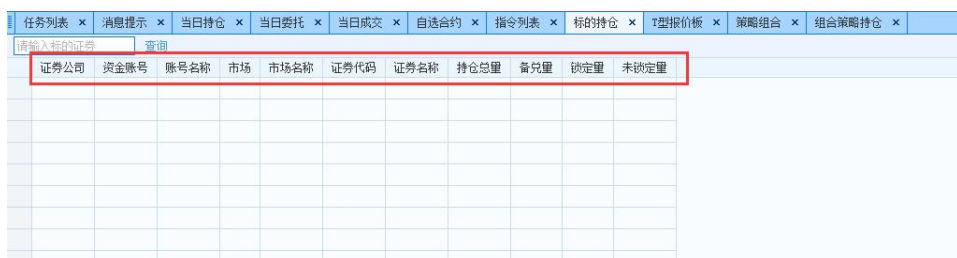 任务列表 × 消息提示 × 当日持仓 × 当日委托 × 当日成交 × 自选合约 × 指令列表 × 标的持仓 × T型报价板 × 策略组合 × 组合策略持仓 ×
请输入标的证券 查询
证券公司 资金账号 账号名称 市场 市场名称 证券代码 证券名称 持仓总量 备兑量 锁定量 未锁定量